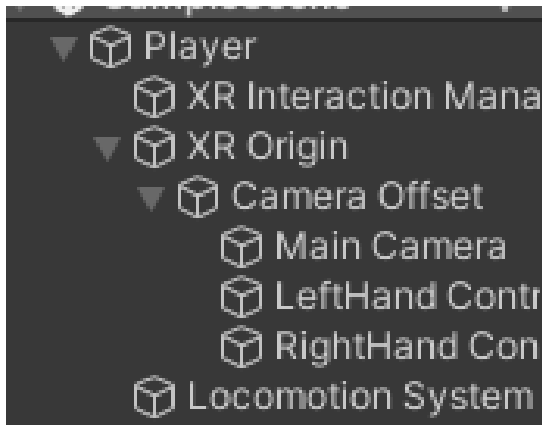 Player
XR Interaction Mana
XR Origin
Camera Offset
Main Camera
LeftHand Contr
RightHand Con
Locomotion System